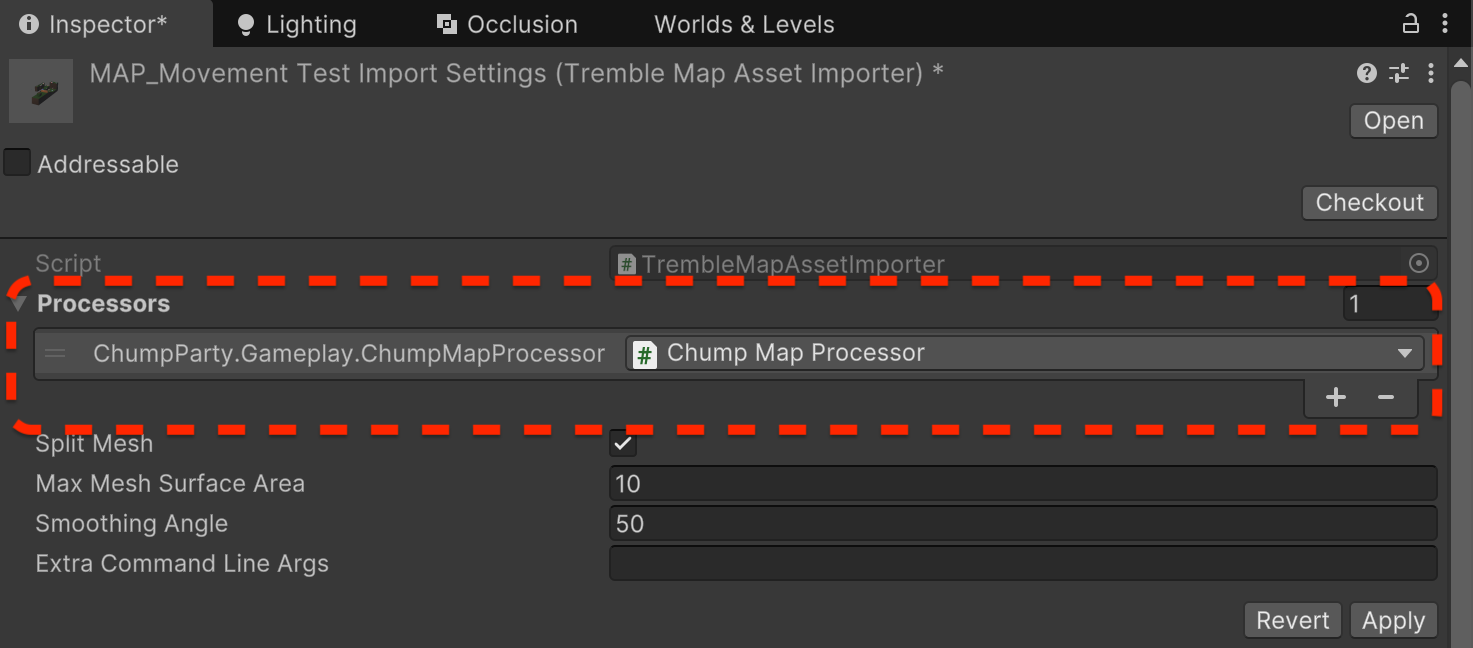 Inspector* Lighting Occlusion Worlds & Levels
MAP_Movement Test Import Settings (Tremble Map Asset Importer) *
Open
Addressable
Checkout
Script # TrembleMapAssetImporter
Processors 1
ChumpParty.Gameplay.ChumpMapProcessor # Chump Map Processor
+ -
Split Mesh
Max Mesh Surface Area 10
Smoothing Angle 50
Extra Command Line Args
Revert Apply